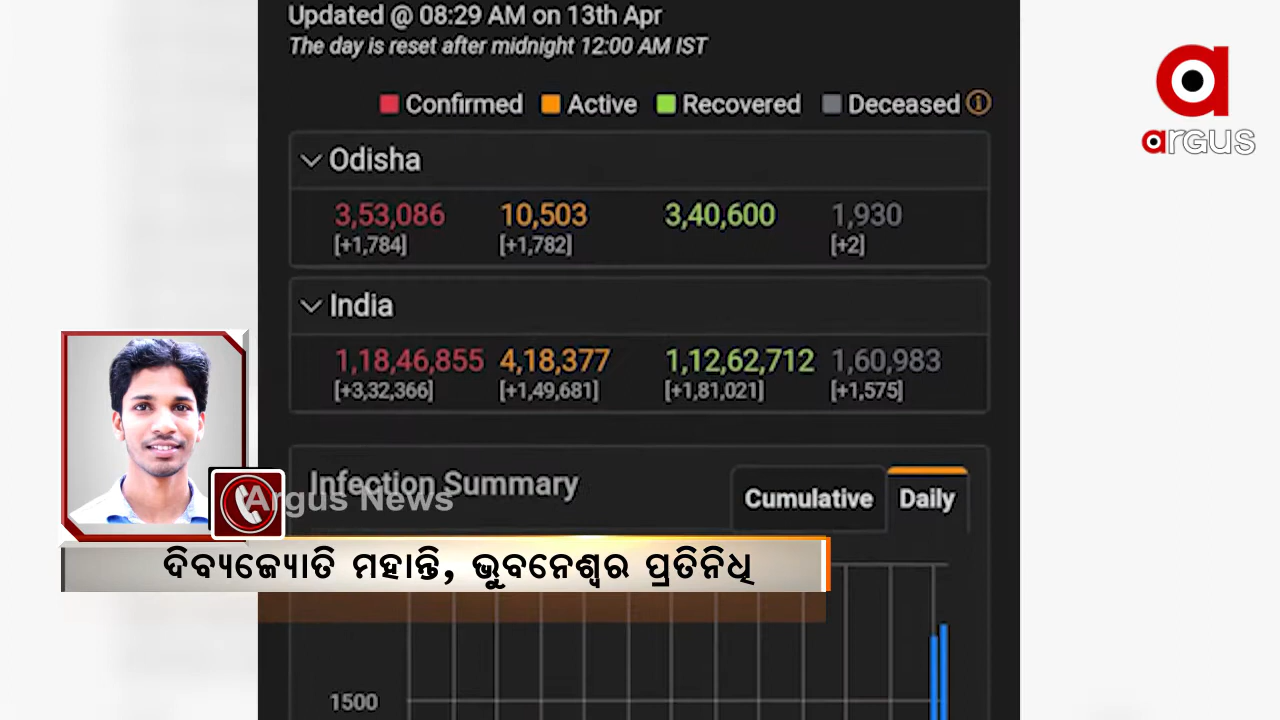 Updated @ 08:29 AM on 13th Apr
The day is reset after midnight 12:00 AM IST
Confirmed Active Recovered Deceased
argus
Odisha
3,53,086 10,503 3,40,600 1,930
[+1,784] [+1,782] [+2]
India
1,18,46,855 4,18,377 1,12,62,712 1,60,983
[+3,32,366] [+1,49,681] [+1,81,021] [+1,575]
Infection Summary
Cumulative Daily
Argus News
ଦିବ୍ୟଜ୍ୟୋତି ମହାନ୍ତି, ଭୁବନେଶ୍ୱର ପ୍ରତିନିଧି
1500